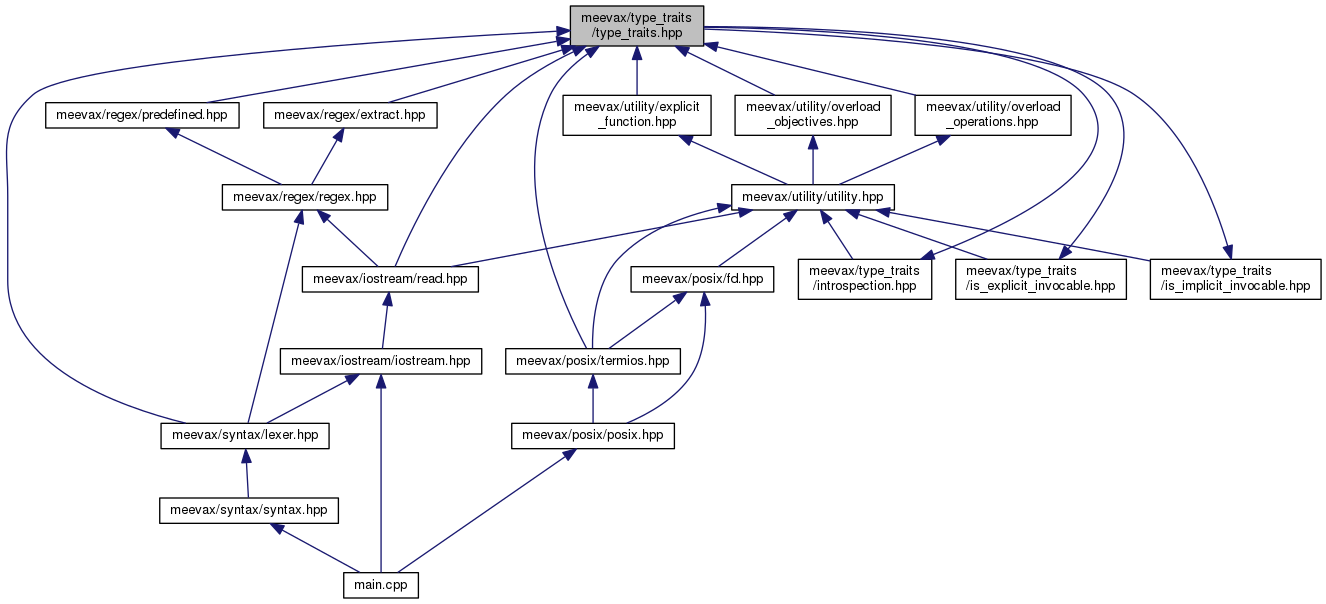 meevax/type_traits
/type_traits.hpp
meevax/regex/predefined.hpp
meevax/regex/extract.hpp
meevax/utility/explicit
_function.hpp
meevax/utility/overload
_objectives.hpp
meevax/utility/overload
_operations.hpp
meevax/regex/regex.hpp
meevax/utility/utility.hpp
meevax/iostream/read.hpp
meevax/posix/fd.hpp
meevax/type_traits
/introspection.hpp
meevax/type_traits
/is_explicit_invocable.hpp
meevax/type_traits
/is_implicit_invocable.hpp
meevax/iostream/iostream.hpp
meevax/posix/termios.hpp
meevax/syntax/lexer.hpp
meevax/posix/posix.hpp
meevax/syntax/syntax.hpp
main.cpp